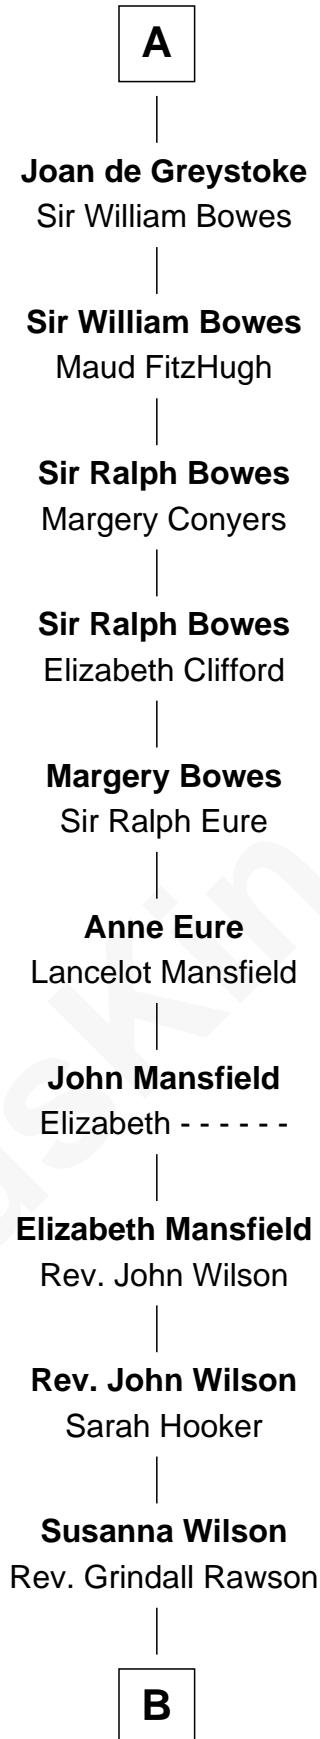 A
Joan de Greystoke
Sir William Bowes
Sir William Bowes
Maud FitzHugh
Sir Ralph Bowes
Margery Conyers
Sir Ralph Bowes
Elizabeth Clifford
Margery Bowes
Sir Ralph Eure
Anne Eure
Lancelot Mansfield
John Mansfield
Elizabeth - - - - - -
Elizabeth Mansfield
Rev. John Wilson
Rev. John Wilson
Sarah Hooker
Susanna Wilson
Rev. Grindall Rawson
B